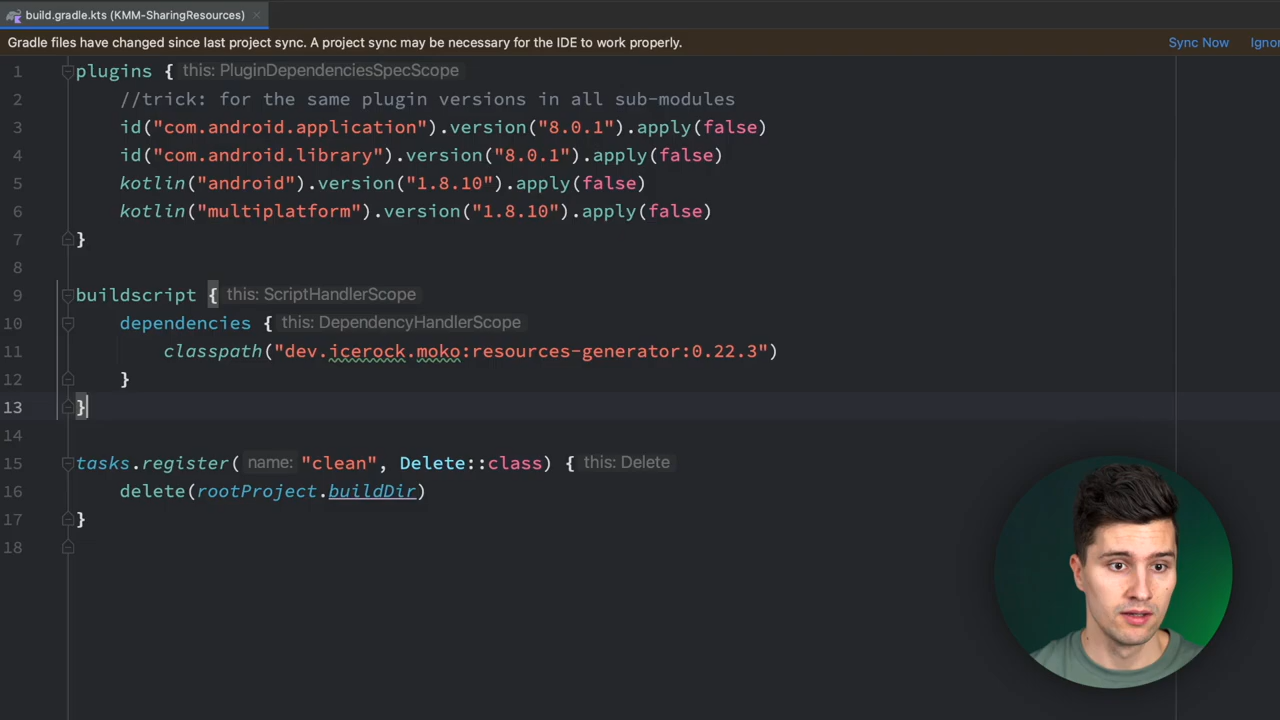 build.gradle.kts (KMM-SharingResources)
Gradle files have changed since last project sync. A project sync may be necessary for the IDE to work properly. Sync Now Ignor
1 plugins { this: PluginDependenciesSpecScope
2 //trick: for the same plugin versions in all sub-modules
3 id("com.android.application").version("8.0.1").apply(false)
4 id("com.android.library").version("8.0.1").apply(false)
5 kotlin("android").version("1.8.10").apply(false)
6 kotlin("multiplatform").version("1.8.10").apply(false)
7 }
8
9 buildscript { this: ScriptHandlerScope
10 dependencies { this: DependencyHandlerScope
11 classpath("dev.icerock.moko:resources-generator:0.22.3")
12 }
13 }
14
15 tasks.register( name: "clean", Delete::class) { this: Delete
16 delete(rootProject.buildDir)
17 }
18